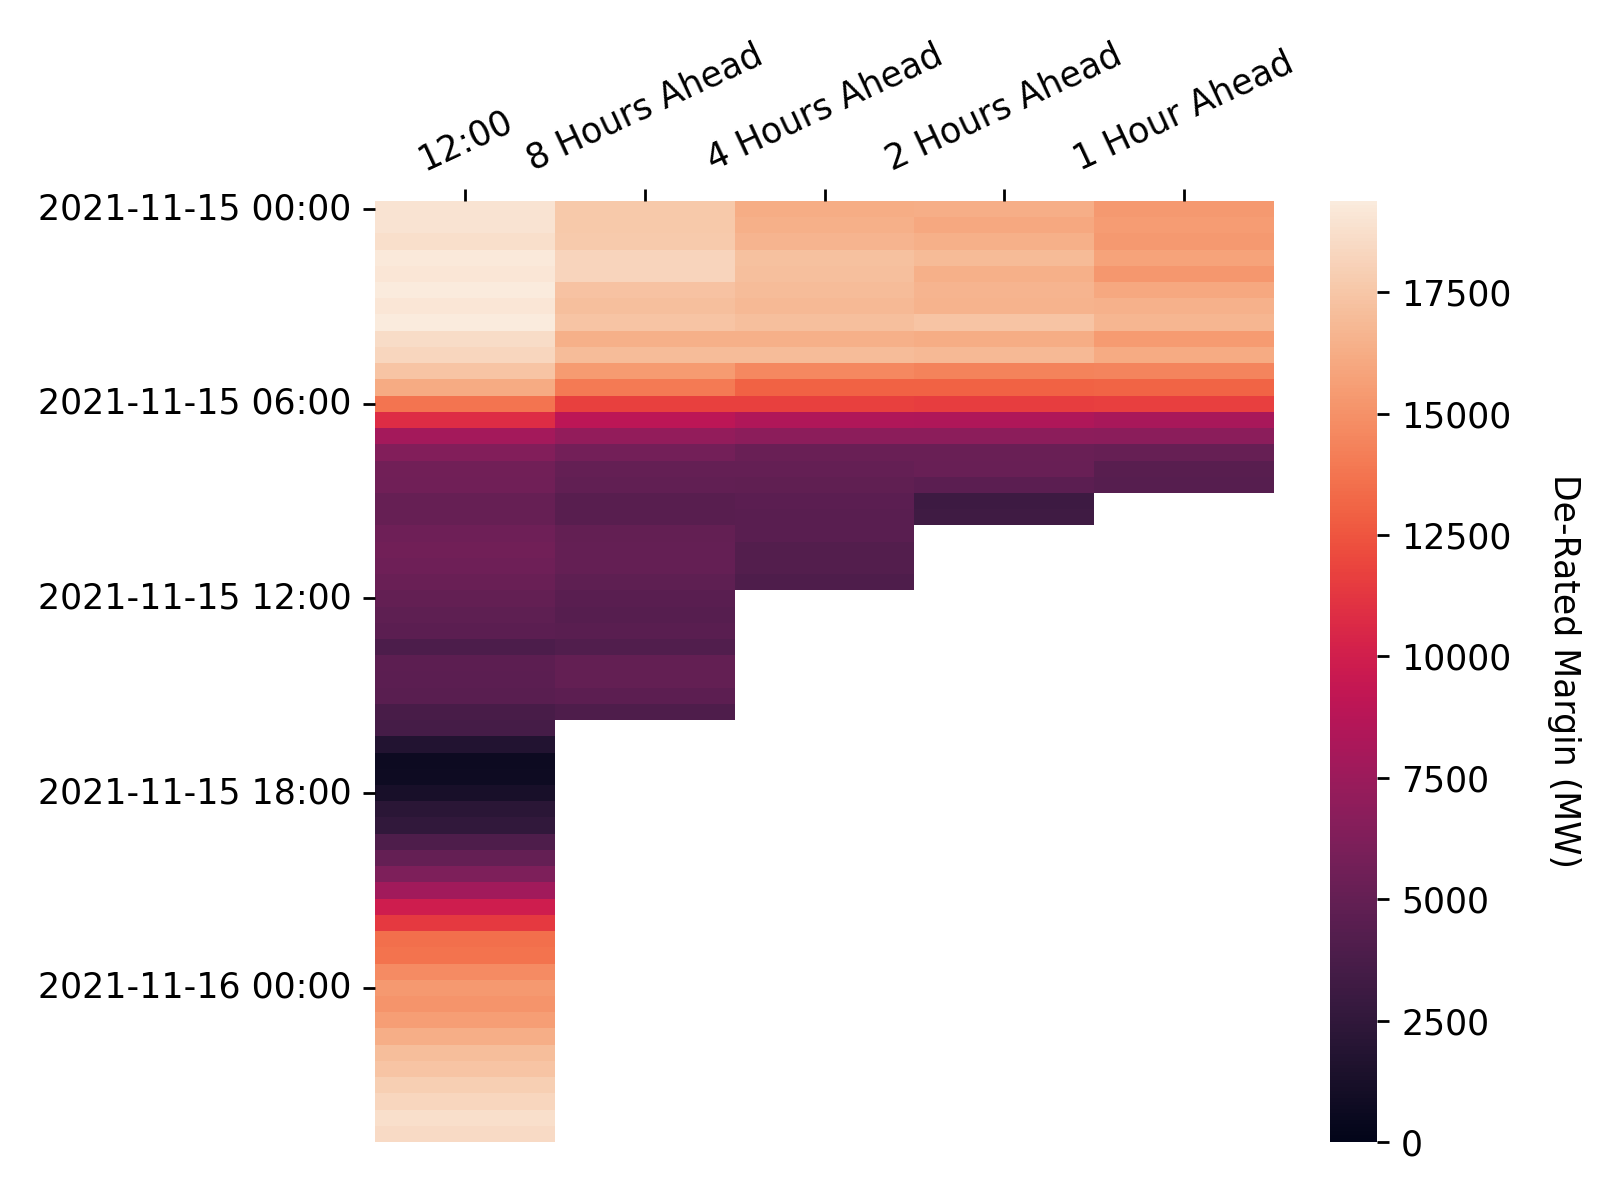 12:00
8 Hours Ahead
4 Hours Ahead
2 Hours Ahead
1 Hour Ahead
2021-11-15 00:00
2021-11-15 06:00
2021-11-15 12:00
2021-11-15 18:00
2021-11-16 00:00
17500
15000
12500
10000
7500
5000
2500
0
De-Rated Margin (MW)